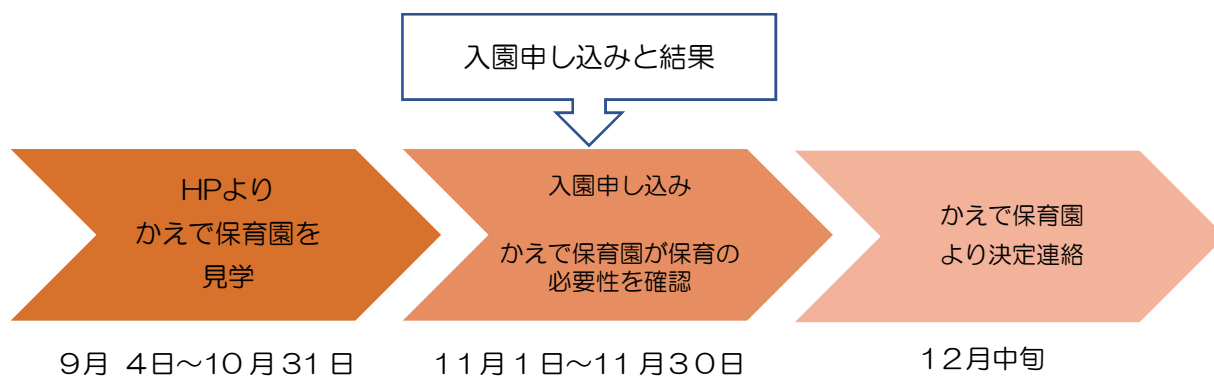 入園申し込みと結果
HPより
かえで保育園を
見学
入園申し込み
かえで保育園が保育の
必要性を確認
かえで保育園
より決定連絡
9月 4日～10月31日
11月1日～11月30日
12月中旬